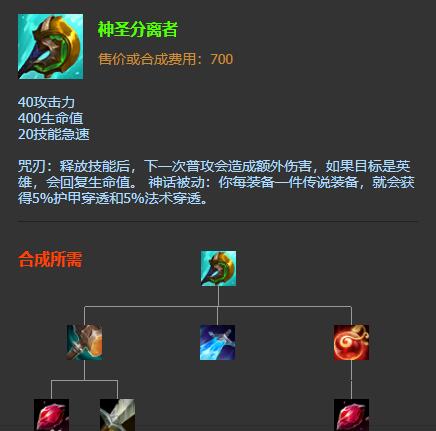 神圣分离者
售价或合成费用：700
40攻击力
400生命值
20技能急速
咒刃：释放技能后，下一次普攻会造成额外伤害，如果目标是英
雄，会回复生命值。 神话被动：你每装备一件传说装备，就会获
得5%护甲穿透和5%法术穿透。
合成所需